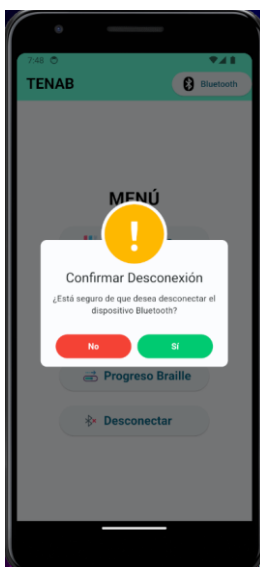 7:48
TENAB
Bluetooth
MENÚ
!
Confirmar Desconexión
¿Está seguro de que desea desconectar el
dispositivo Bluetooth?
No
Sí
Progreso Braille
Desconectar